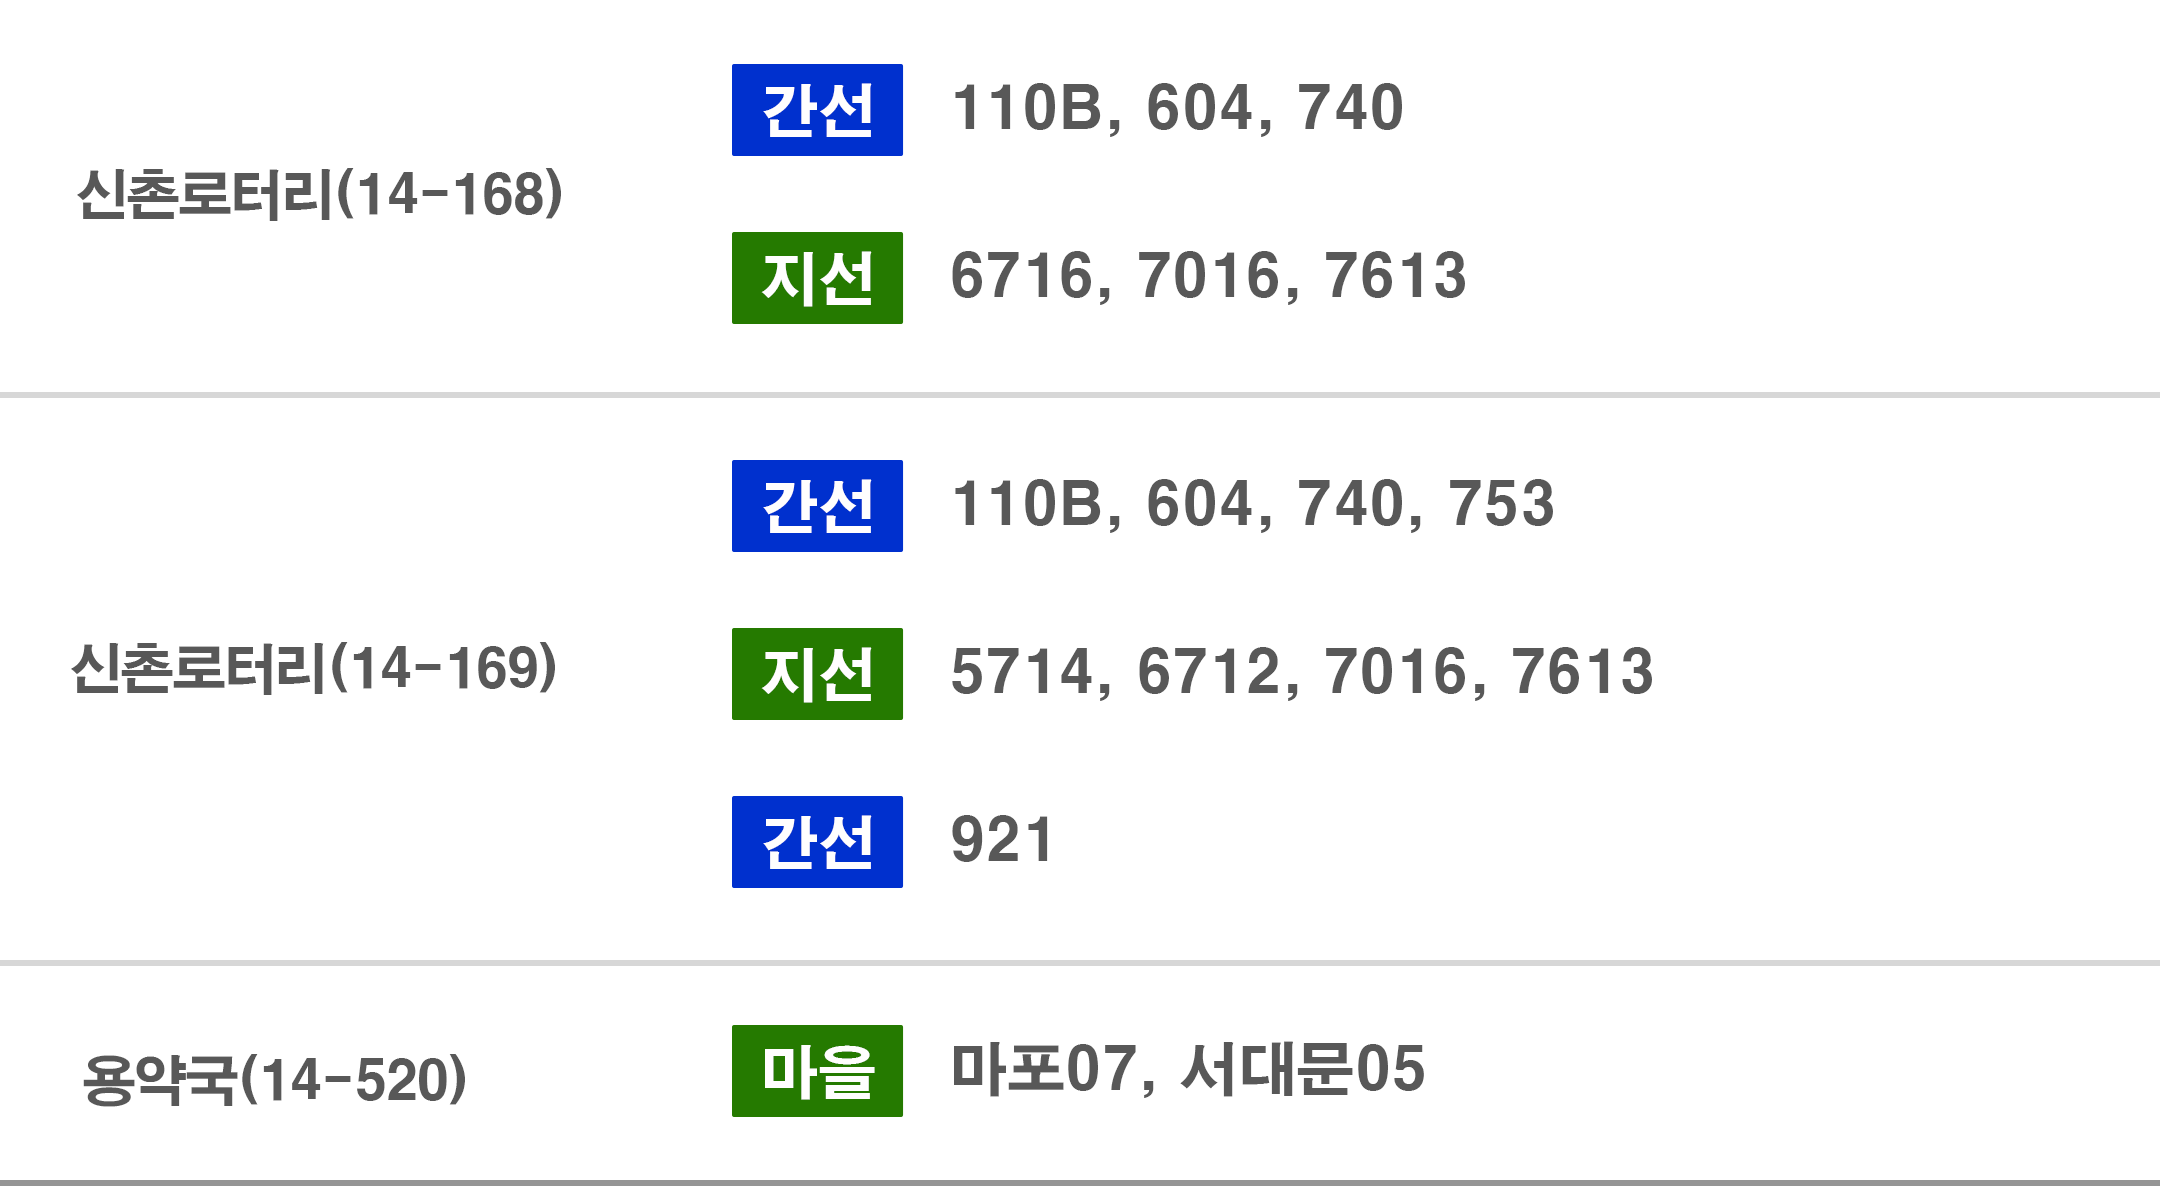 신촌로터리(14-168)
간선 110B, 604, 740
지선 6716, 7016, 7613
신촌로터리(14-169)
간선 110B, 604, 740, 753
지선 5714, 6712, 7016, 7613
간선 921
용약국(14-520)
마을 마포07, 서대문05